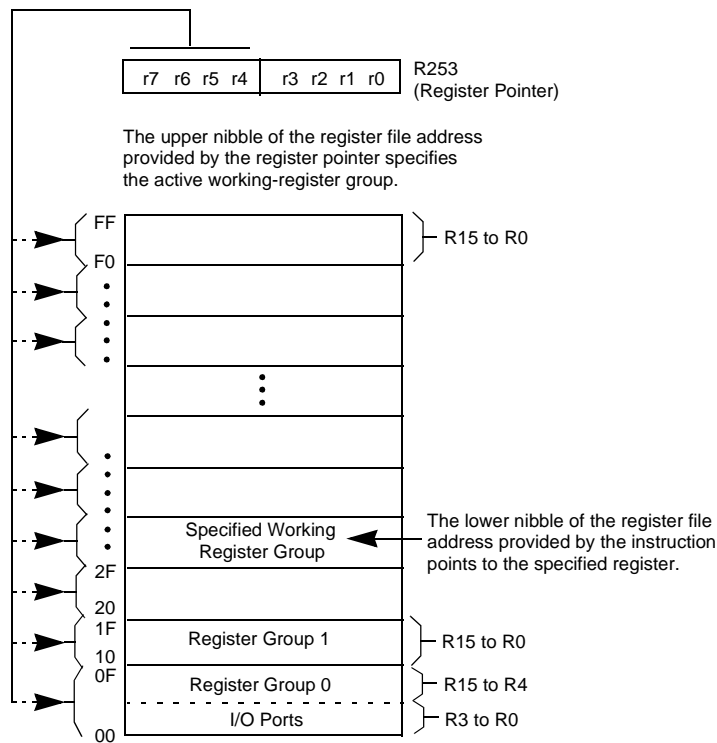 r7 r6 r5 r4 r3 r2 r1 r0
R253
(Register Pointer)
The upper nibble of the register file address
provided by the register pointer specifies
the active working-register group.
FF
R15 to R0
F0
Specified Working
Register Group
The lower nibble of the register file
address provided by the instruction
points to the specified register.
2F
20
1F
Register Group 1
R15 to R0
10
0F
Register Group 0
R15 to R4
I/O Ports
R3 to R0
00